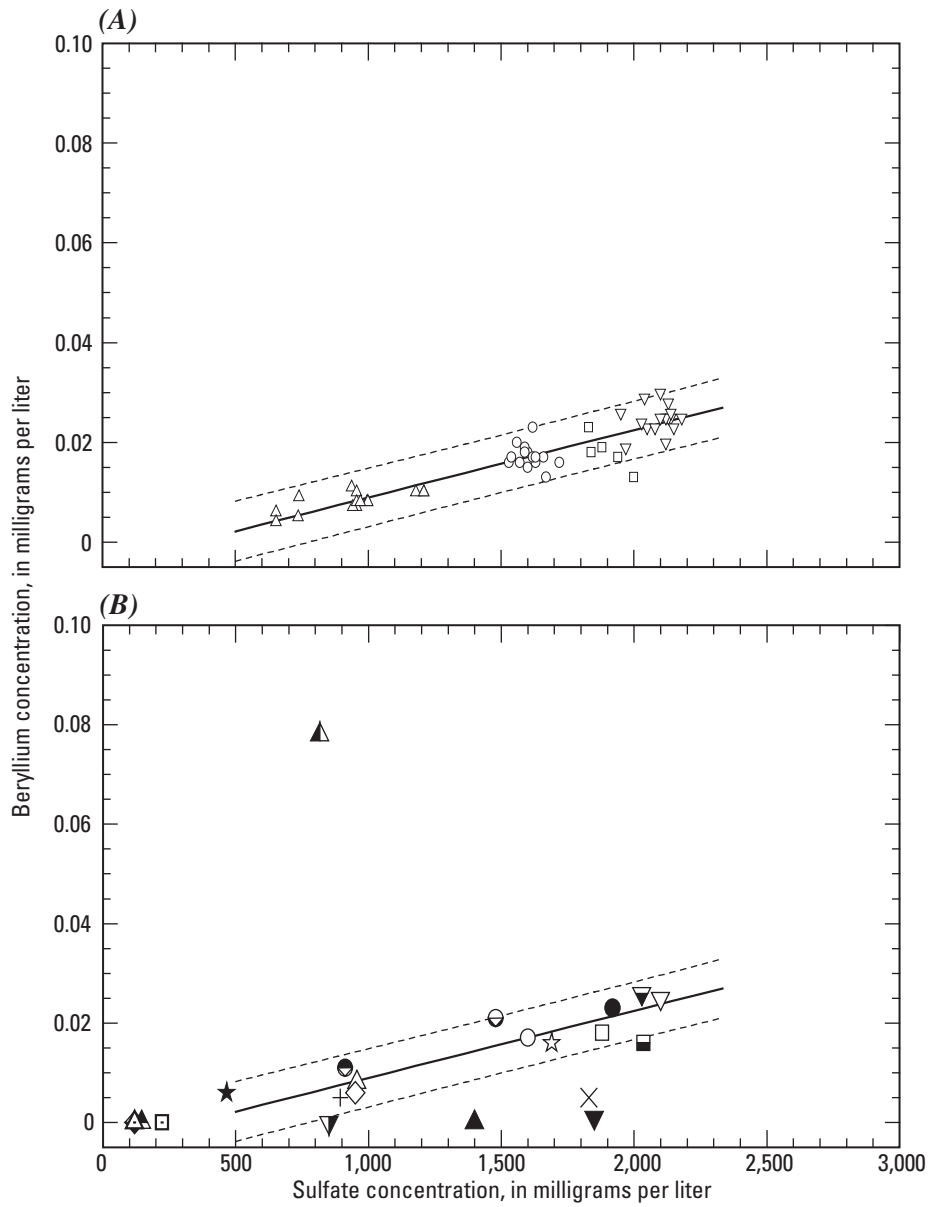 (A)
0.10
0.08
0.06
0.04
0.02
0
(B)
0.10
0.08
0.06
0.04
0.02
0
0 500 1,000 1,500 2,000 2,500 3,000
Sulfate concentration, in milligrams per liter
Beryllium concentration, in milligrams per liter